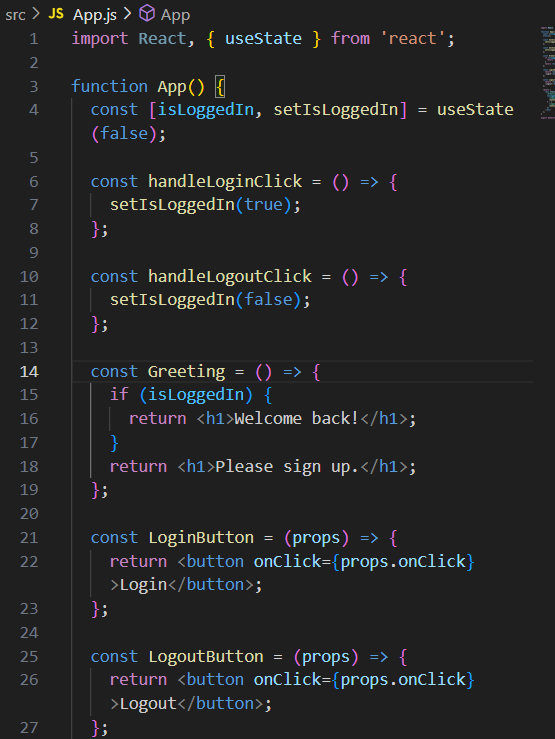 src > JS App.js > App
1 import React, { useState } from 'react';
2
3 function App() {
4 const [isLoggedIn, setIsLoggedIn] = useState
(false);
5
6 const handleLoginClick = () => {
7 setIsLoggedIn(true);
8 };
9
10 const handleLogoutClick = () => {
11 setIsLoggedIn(false);
12 };
13
14 const Greeting = () => {
15 if (isLoggedIn) {
16 return <h1>Welcome back!</h1>;
17 }
18 return <h1>Please sign up.</h1>;
19 };
20
21 const LoginButton = (props) => {
22 return <button onClick={props.onClick}
>Login</button>;
23 };
24
25 const LogoutButton = (props) => {
26 return <button onClick={props.onClick}
>Logout</button>;
27 };